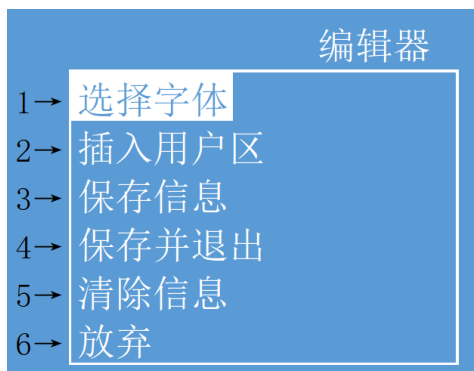 编辑器
1→ 选择字体
2→ 插入用户区
3→ 保存信息
4→ 保存并退出
5→ 清除信息
6→ 放弃